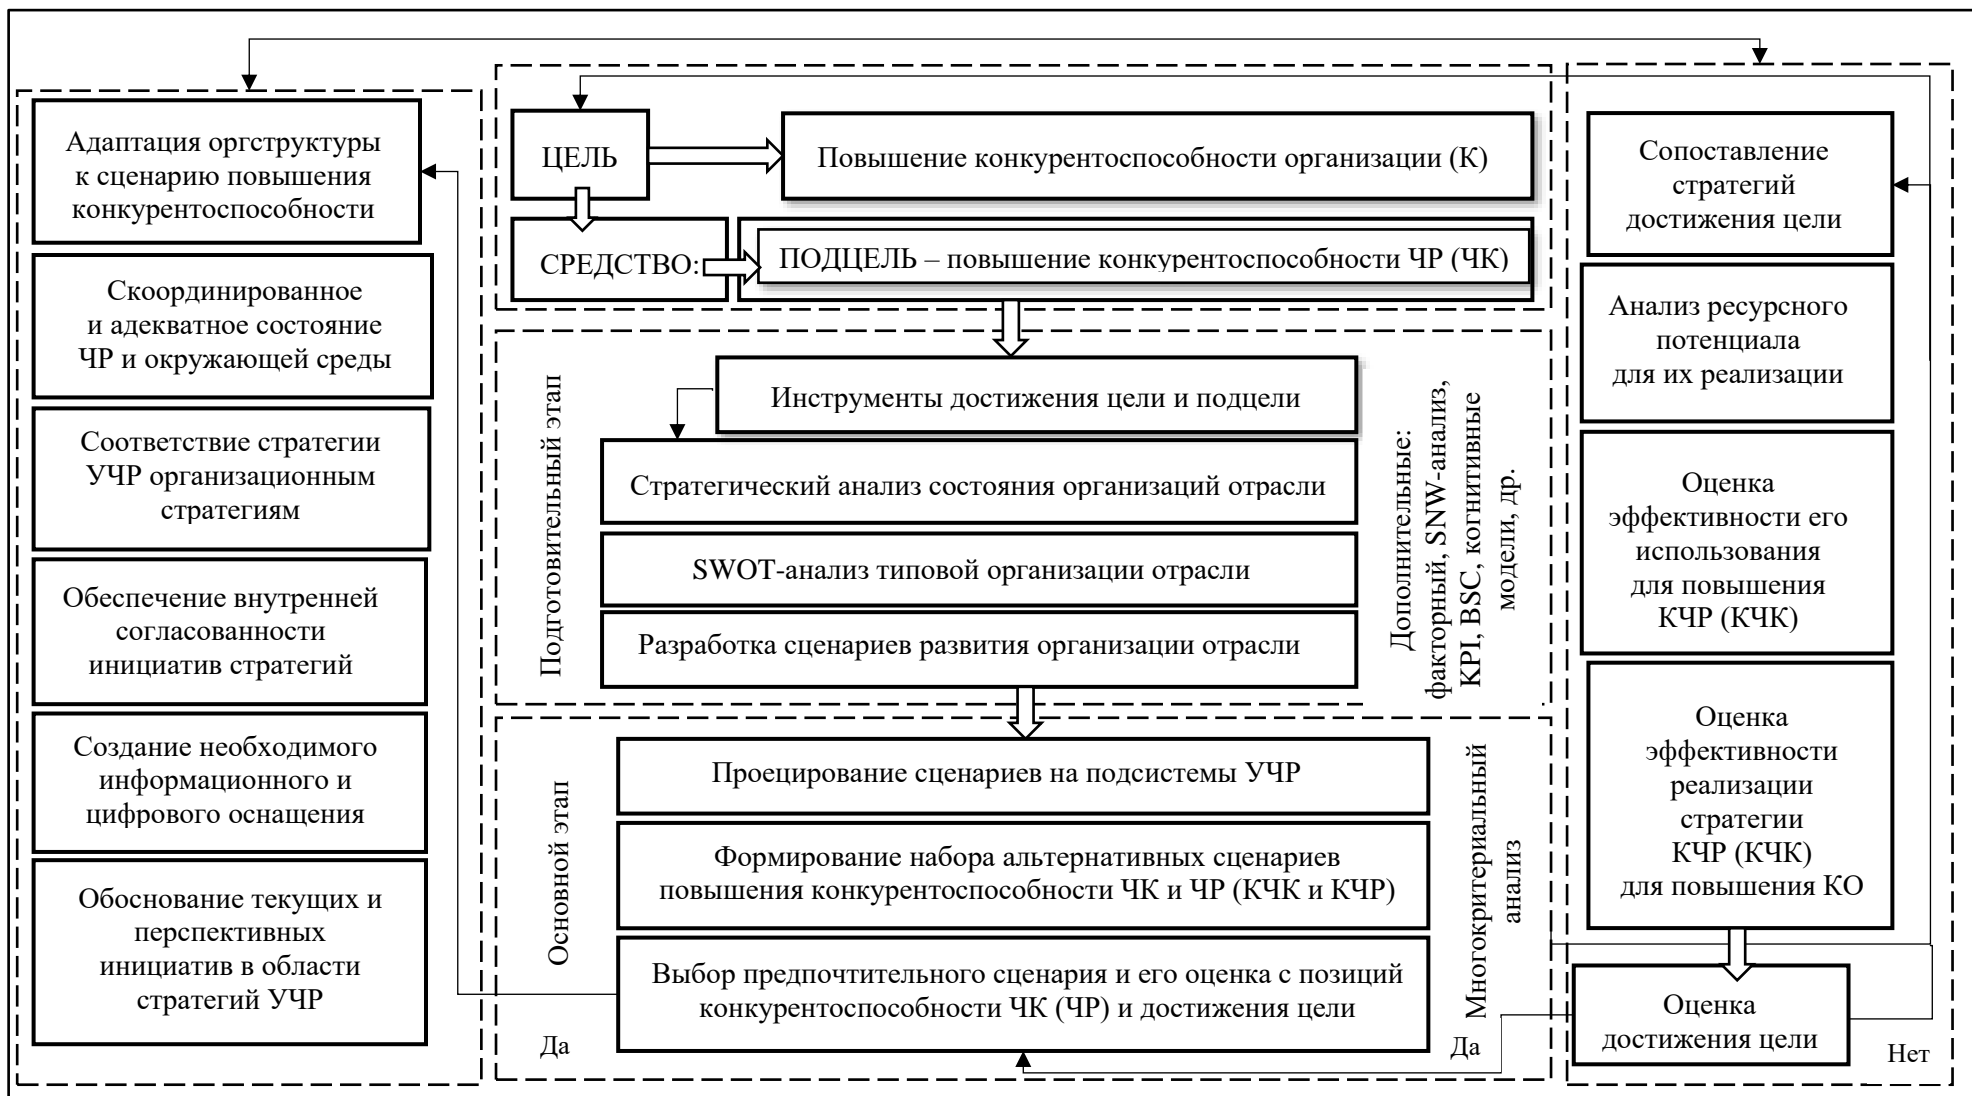 Адаптация оргструктуры
к сценарию повышения
конкурентоспособности
Скоординированное
и адекватное состояние
ЧР и окружающей среды
Соответствие стратегии
УЧР организационным
стратегиям
Обеспечение внутренней
согласованности
инициатив стратегий
Создание необходимого
информационного и
цифрового оснащения
Обоснование текущих и
перспективных
инициатив в области
стратегий УЧР
ЦЕЛЬ
Повышение конкурентоспособности организации (К)
СРЕДСТВО:
ПОДЦЕЛЬ – повышение конкурентоспособности ЧР (ЧК)
Подготовительный этап
Инструменты достижения цели и подцели
Стратегический анализ состояния организаций отрасли
SWOT-анализ типовой организации отрасли
Разработка сценариев развития организации отрасли
Дополнительные:
факторный, SNW-анализ,
KPI, BSC, когнитивные
модели, др.
Основной этап
Проецирование сценариев на подсистемы УЧР
Формирование набора альтернативных сценариев
повышения конкурентоспособности ЧК и ЧР (КЧК и КЧР)
Выбор предпочтительного сценария и его оценка с позиций
конкурентоспособности ЧК (ЧР) и достижения цели
Многокритериальный
анализ
Да
Да
Сопоставление
стратегий
достижения цели
Анализ ресурсного
потенциала
для их реализации
Оценка
эффективности его
использования
для повышения
КЧР (КЧК)
Оценка
эффективности
реализации
стратегии
КЧР (КЧК)
для повышения КО
Оценка
достижения цели
Нет